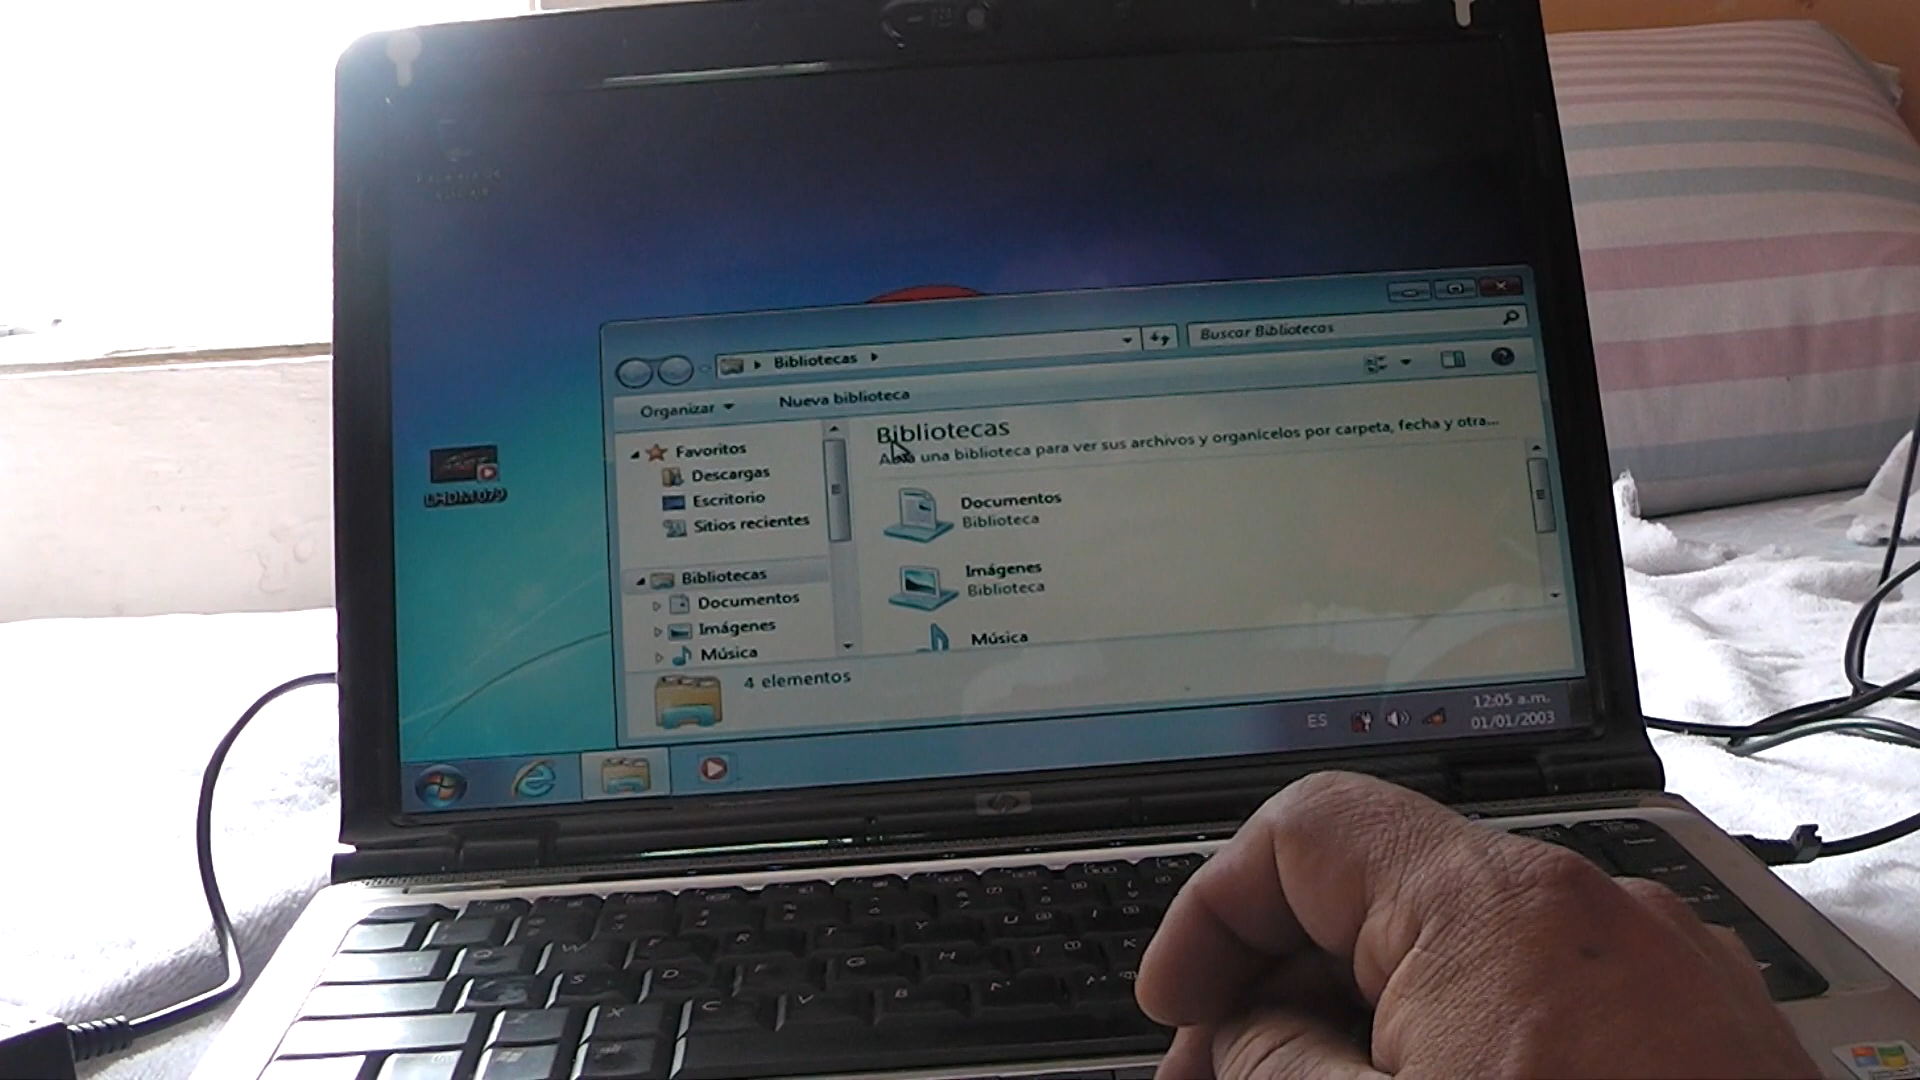 Bibliotecas
Buscar Bibliotecas
Organizar
Nueva biblioteca
Favoritos
Descargas
Escritorio
Sitios recientes
Bibliotecas
Documentos
Imágenes
Música
Bibliotecas
una biblioteca para ver sus archivos y organícelos por carpeta, fecha y otra...
Documentos
Biblioteca
Imágenes
Biblioteca
Música
4 elementos
LHDM079
ES
12:05 a.m.
01/01/2003
hp
Q W R T Y U I
S D F G H J K
X C V B N M